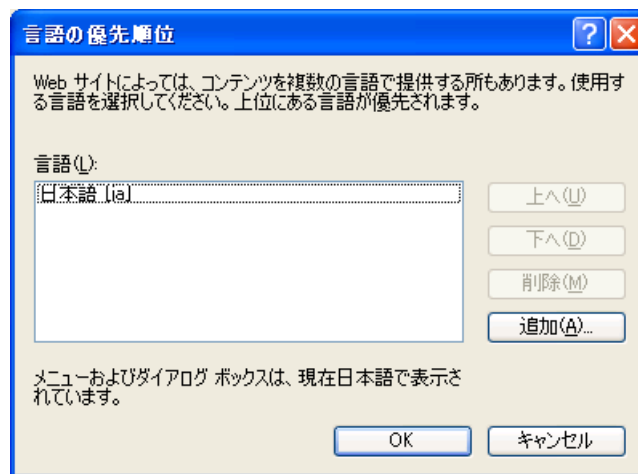 言語の優先順位
Web サイトによっては、コンテンツを複数の言語で提供する所もあります。使用す
る言語を選択してください。上位にある言語が優先されます。
言語(L):
日本語 [ja]
上へ(U)
下へ(D)
削除(M)
追加(A)...
メニューおよびダイアログ ボックスは、現在日本語で表示さ
れています。
OK
キャンセル